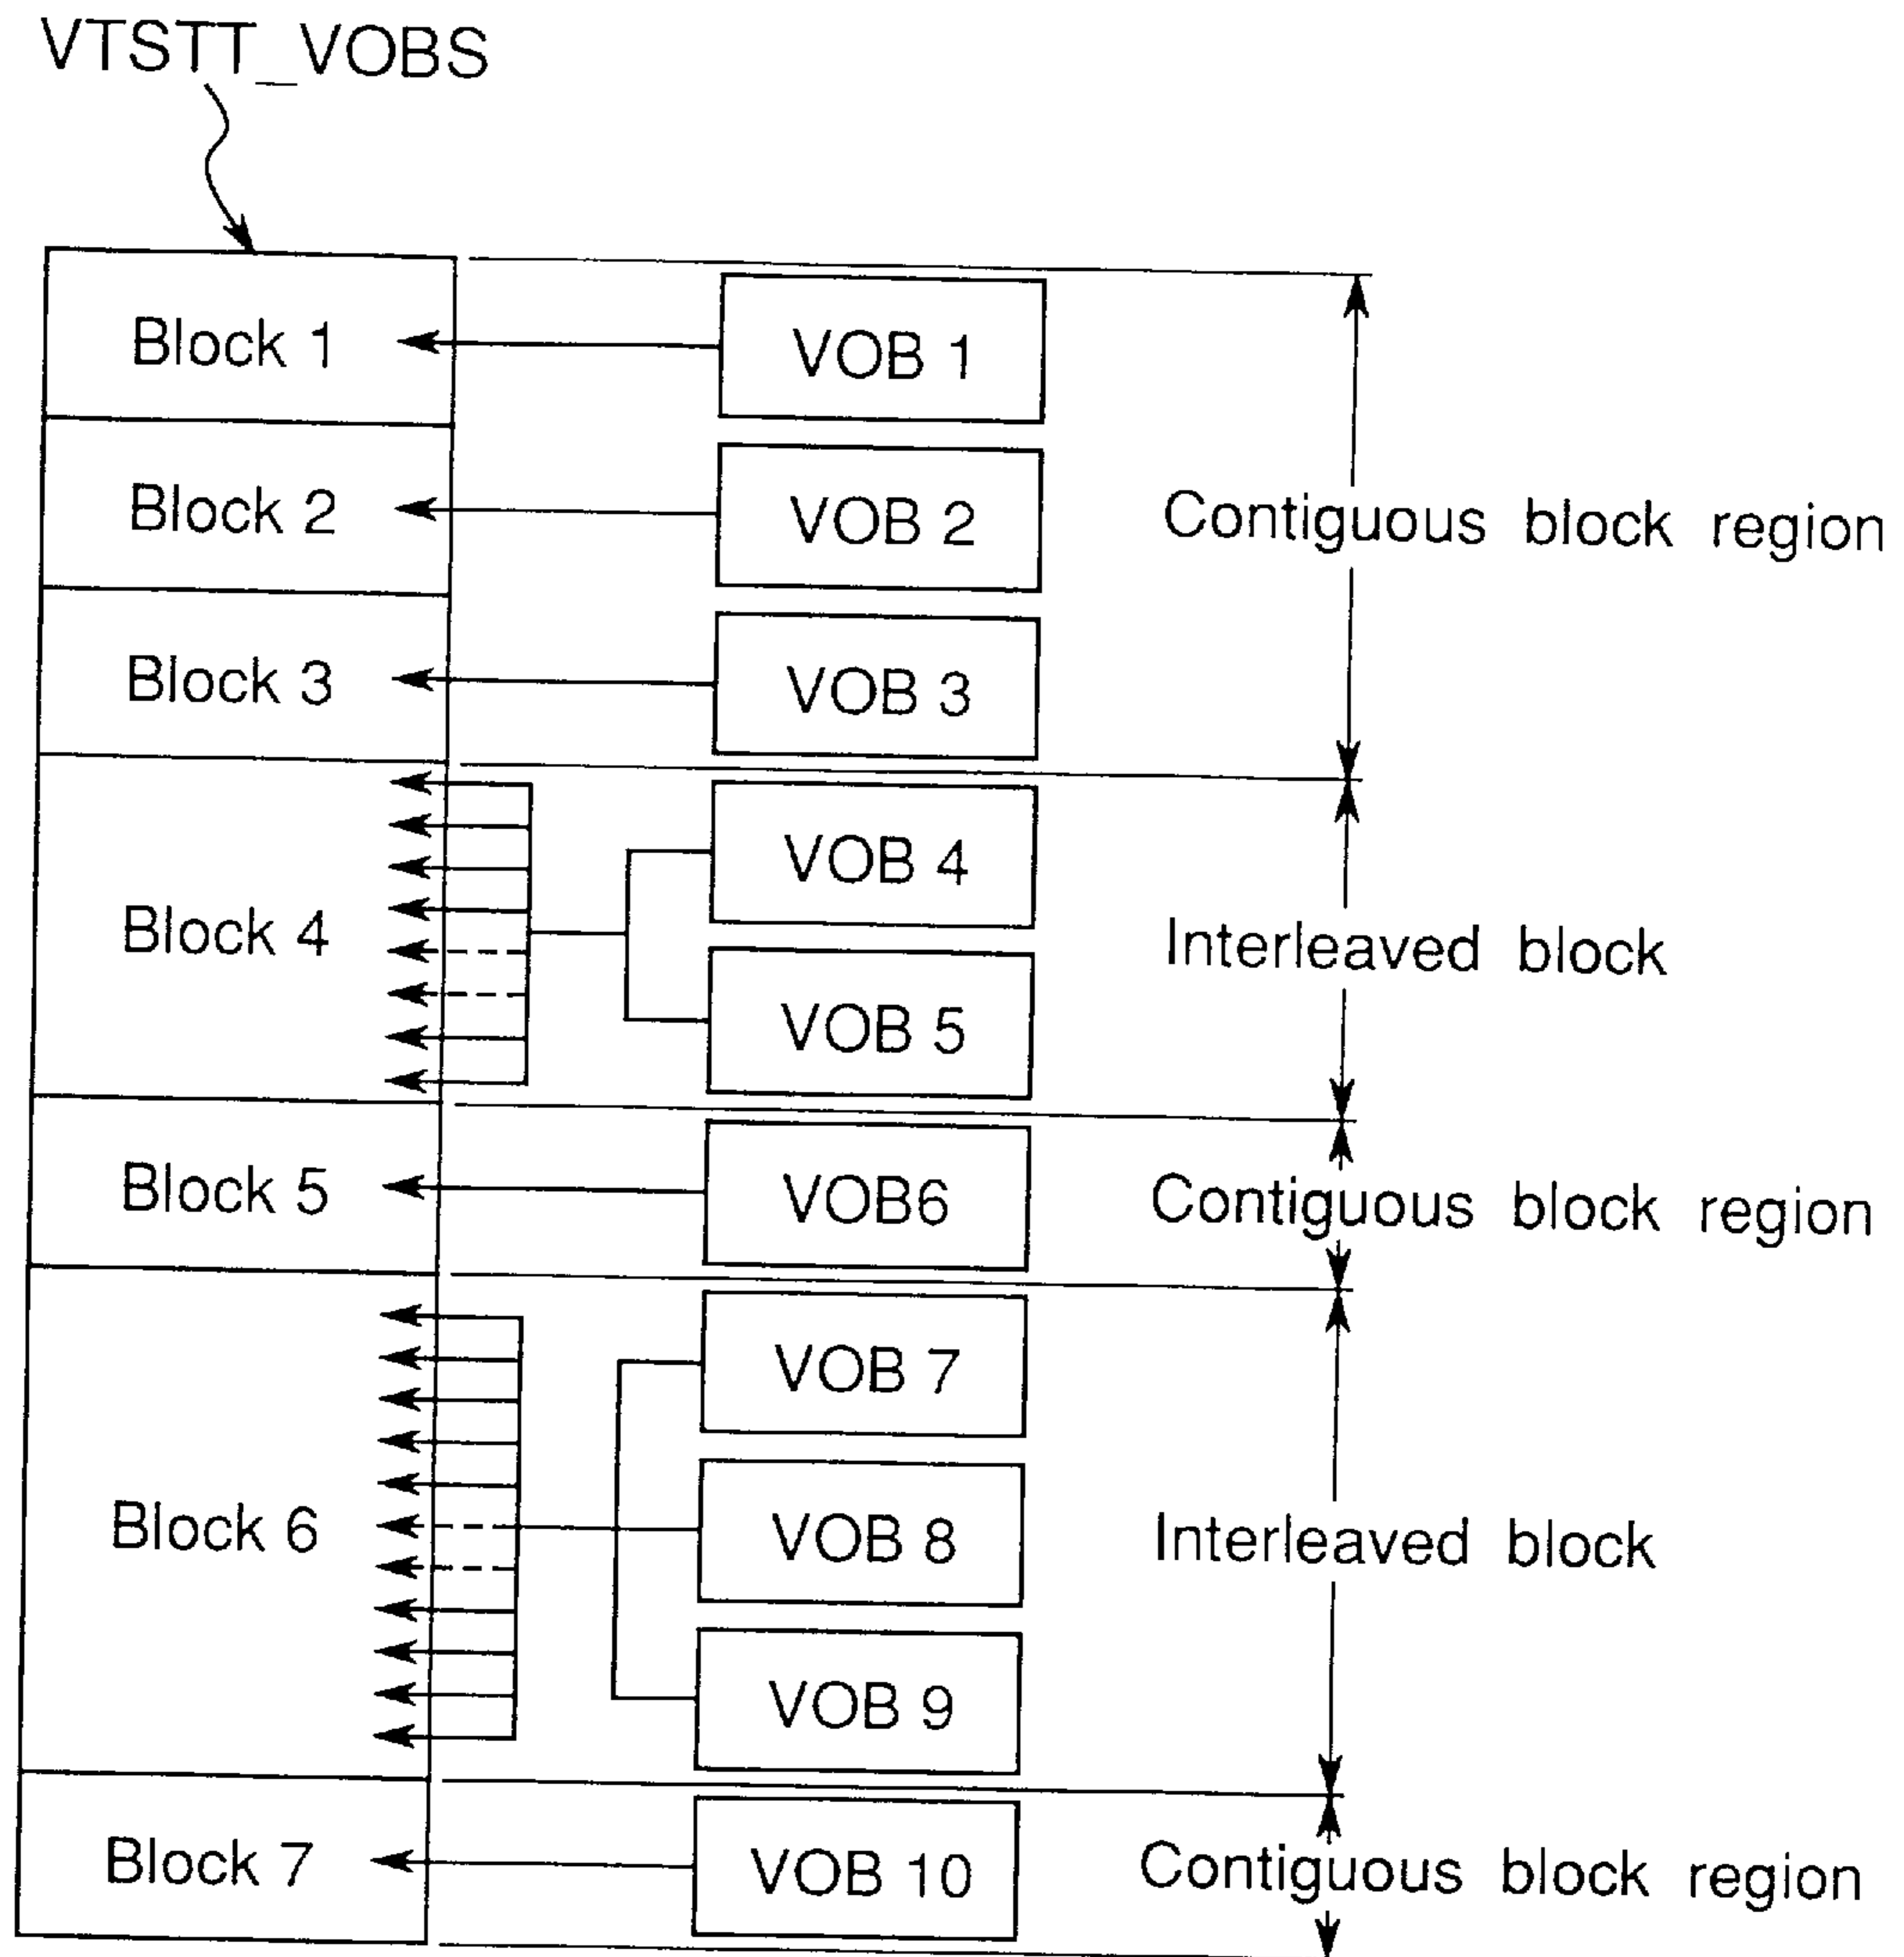 VTSTT_VOBS
Block 1
VOB 1
Block 2
VOB 2
Contiguous block region
Block 3
VOB 3
VOB 4
Block 4
Interleaved block
VOB 5
Block 5
VOB6
Contiguous block region
VOB 7
Block 6
VOB 8
Interleaved block
VOB 9
Block 7
VOB 10
Contiguous block region